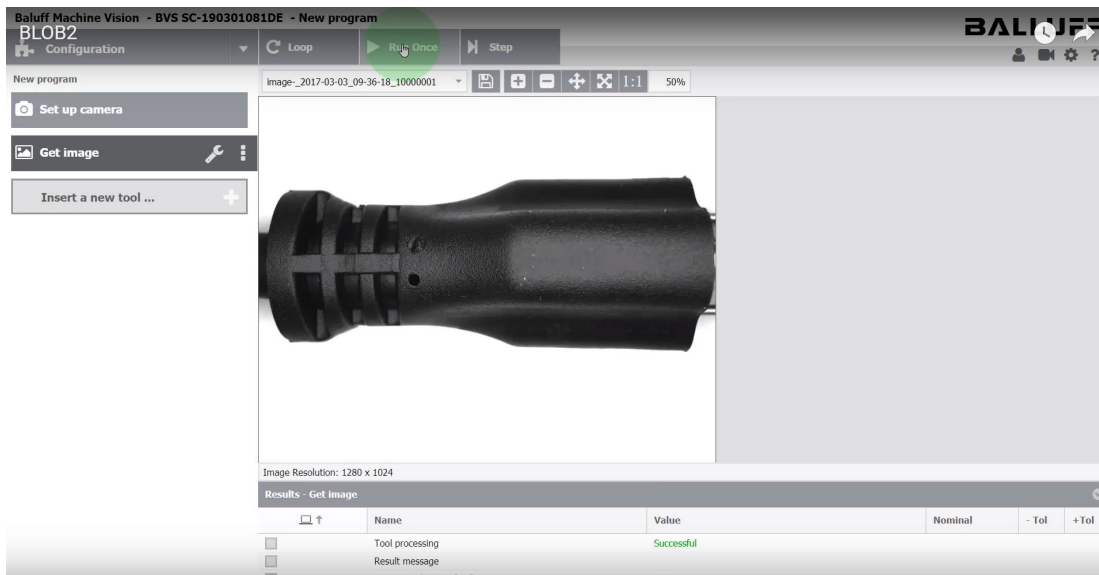 Baluff Machine Vision - BVS SC-190301081DE - New program
BLOB2
BALLUFF
Configuration
Loop
Run Once
Step
New program
image-_2017-03-03_09-36-18_10000001
1:1
50%
Set up camera
Get image
Insert a new tool ...
Image Resolution: 1280 x 1024
Results - Get image
Name
Value
Nominal
- Tol
+Tol
Tool processing
Successful
Result message